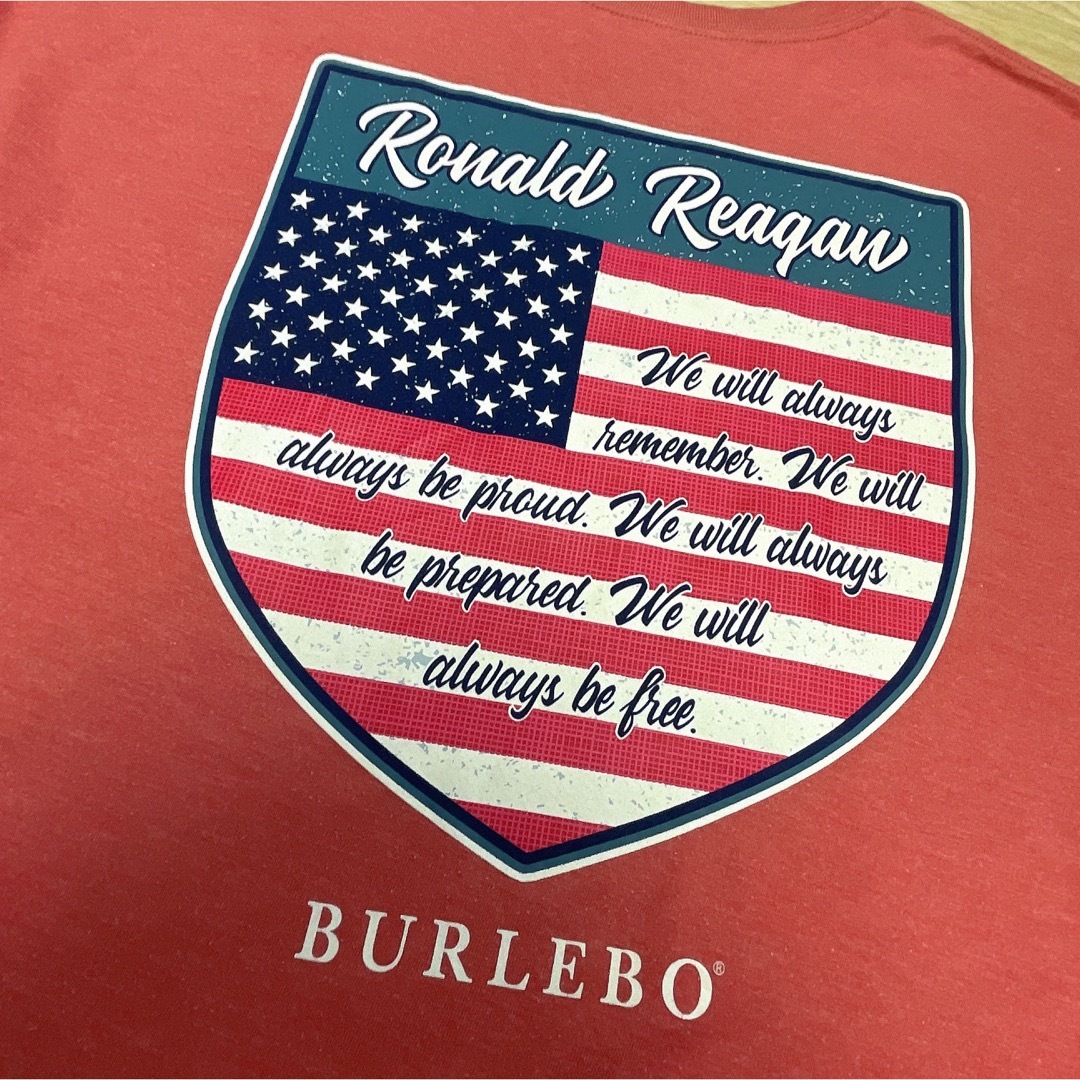 Ronald Reagan
We will always
remember. We will
always be proud. We will always
be prepared. We will
always be free.
BURLEBO®